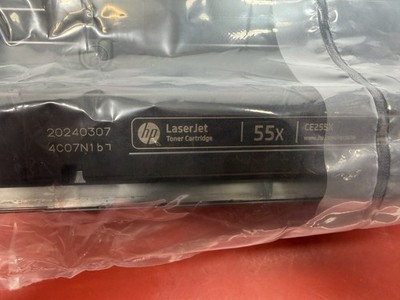 20240307
4C07N1b7
hp
LaserJet
Toner Cartridge
55X
CE255X